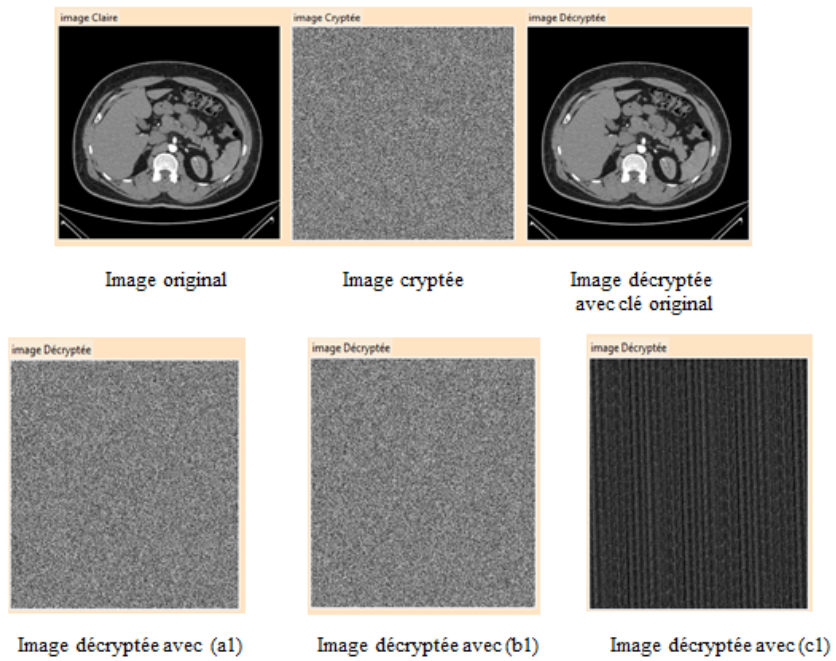 image Claire
image Cryptée
image Décryptée
Image original
Image cryptée
Image décryptée
avec clé original
image Décryptée
image Décryptée
image Décryptée
Image décryptée avec (a1)
Image décryptée avec (b1)
Image décryptée avec (c1)